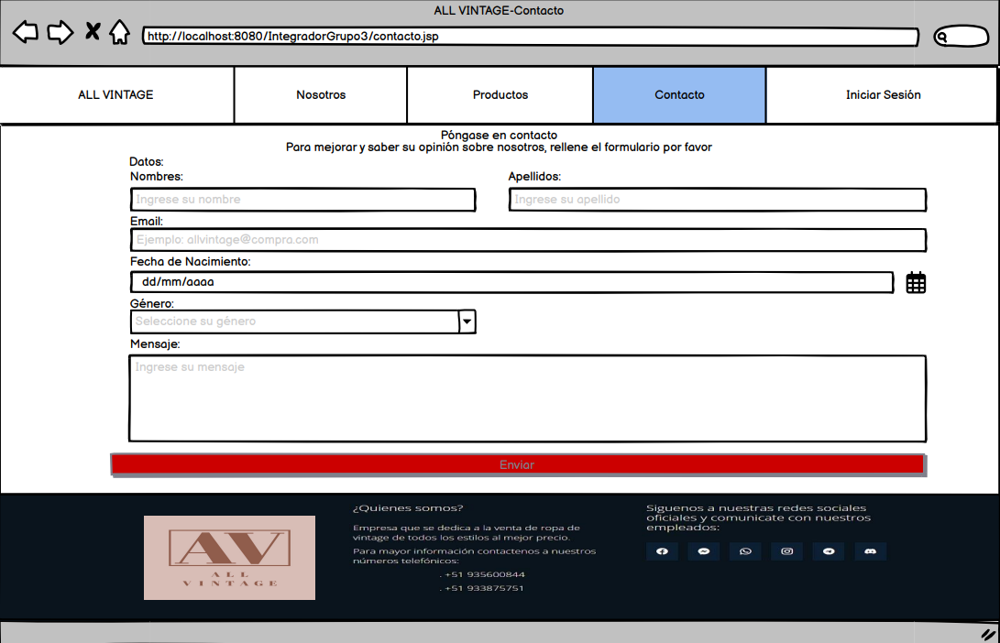 ALL VINTAGE-Contacto
http://localhost:8080/IntegradorGrupo3/contacto.jsp
ALL VINTAGE
Nosotros
Productos
Contacto
Iniciar Sesión
Póngase en contacto
Para mejorar y saber su opinión sobre nosotros, rellene el formulario por favor
Datos:
Nombres:
Apellidos:
Ingrese su nombre
Ingrese su apellido
Email:
Ejemplo: allvintage@compra.com
Fecha de Nacimiento:
dd/mm/aaaa
Género:
Seleccione su género
Mensaje:
Ingrese su mensaje
Enviar
AV
ALL
VINTAGE
¿Quienes somos?
Empresa que se dedica a la venta de ropa de
vintage de todos los estilos al mejor precio.
Para mayor información contactenos a nuestros
números telefónicos:
. +51 935600844
. +51 933875751
Siguenos a nuestras redes sociales
oficiales y comunicate con nuestros
empleados: